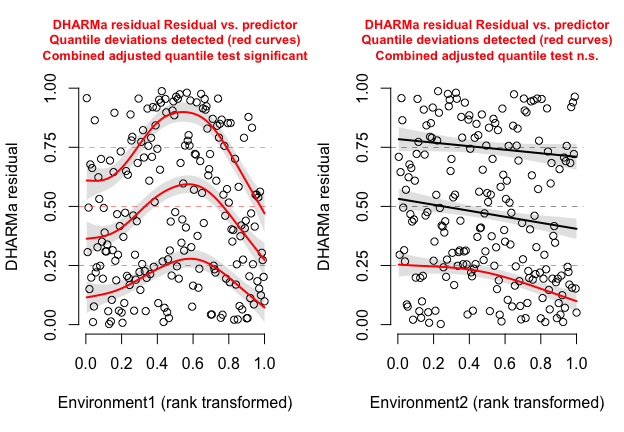 DHARMa residual Residual vs. predictor
Quantile deviations detected (red curves)
Combined adjusted quantile test significant
DHARMa residual
1.00
0.75
0.50
0.25
0.00
0.0 0.2 0.4 0.6 0.8 1.0
Environment1 (rank transformed)
DHARMa residual Residual vs. predictor
Quantile deviations detected (red curves)
Combined adjusted quantile test n.s.
DHARMa residual
1.00
0.75
0.50
0.25
0.00
0.0 0.2 0.4 0.6 0.8 1.0
Environment2 (rank transformed)